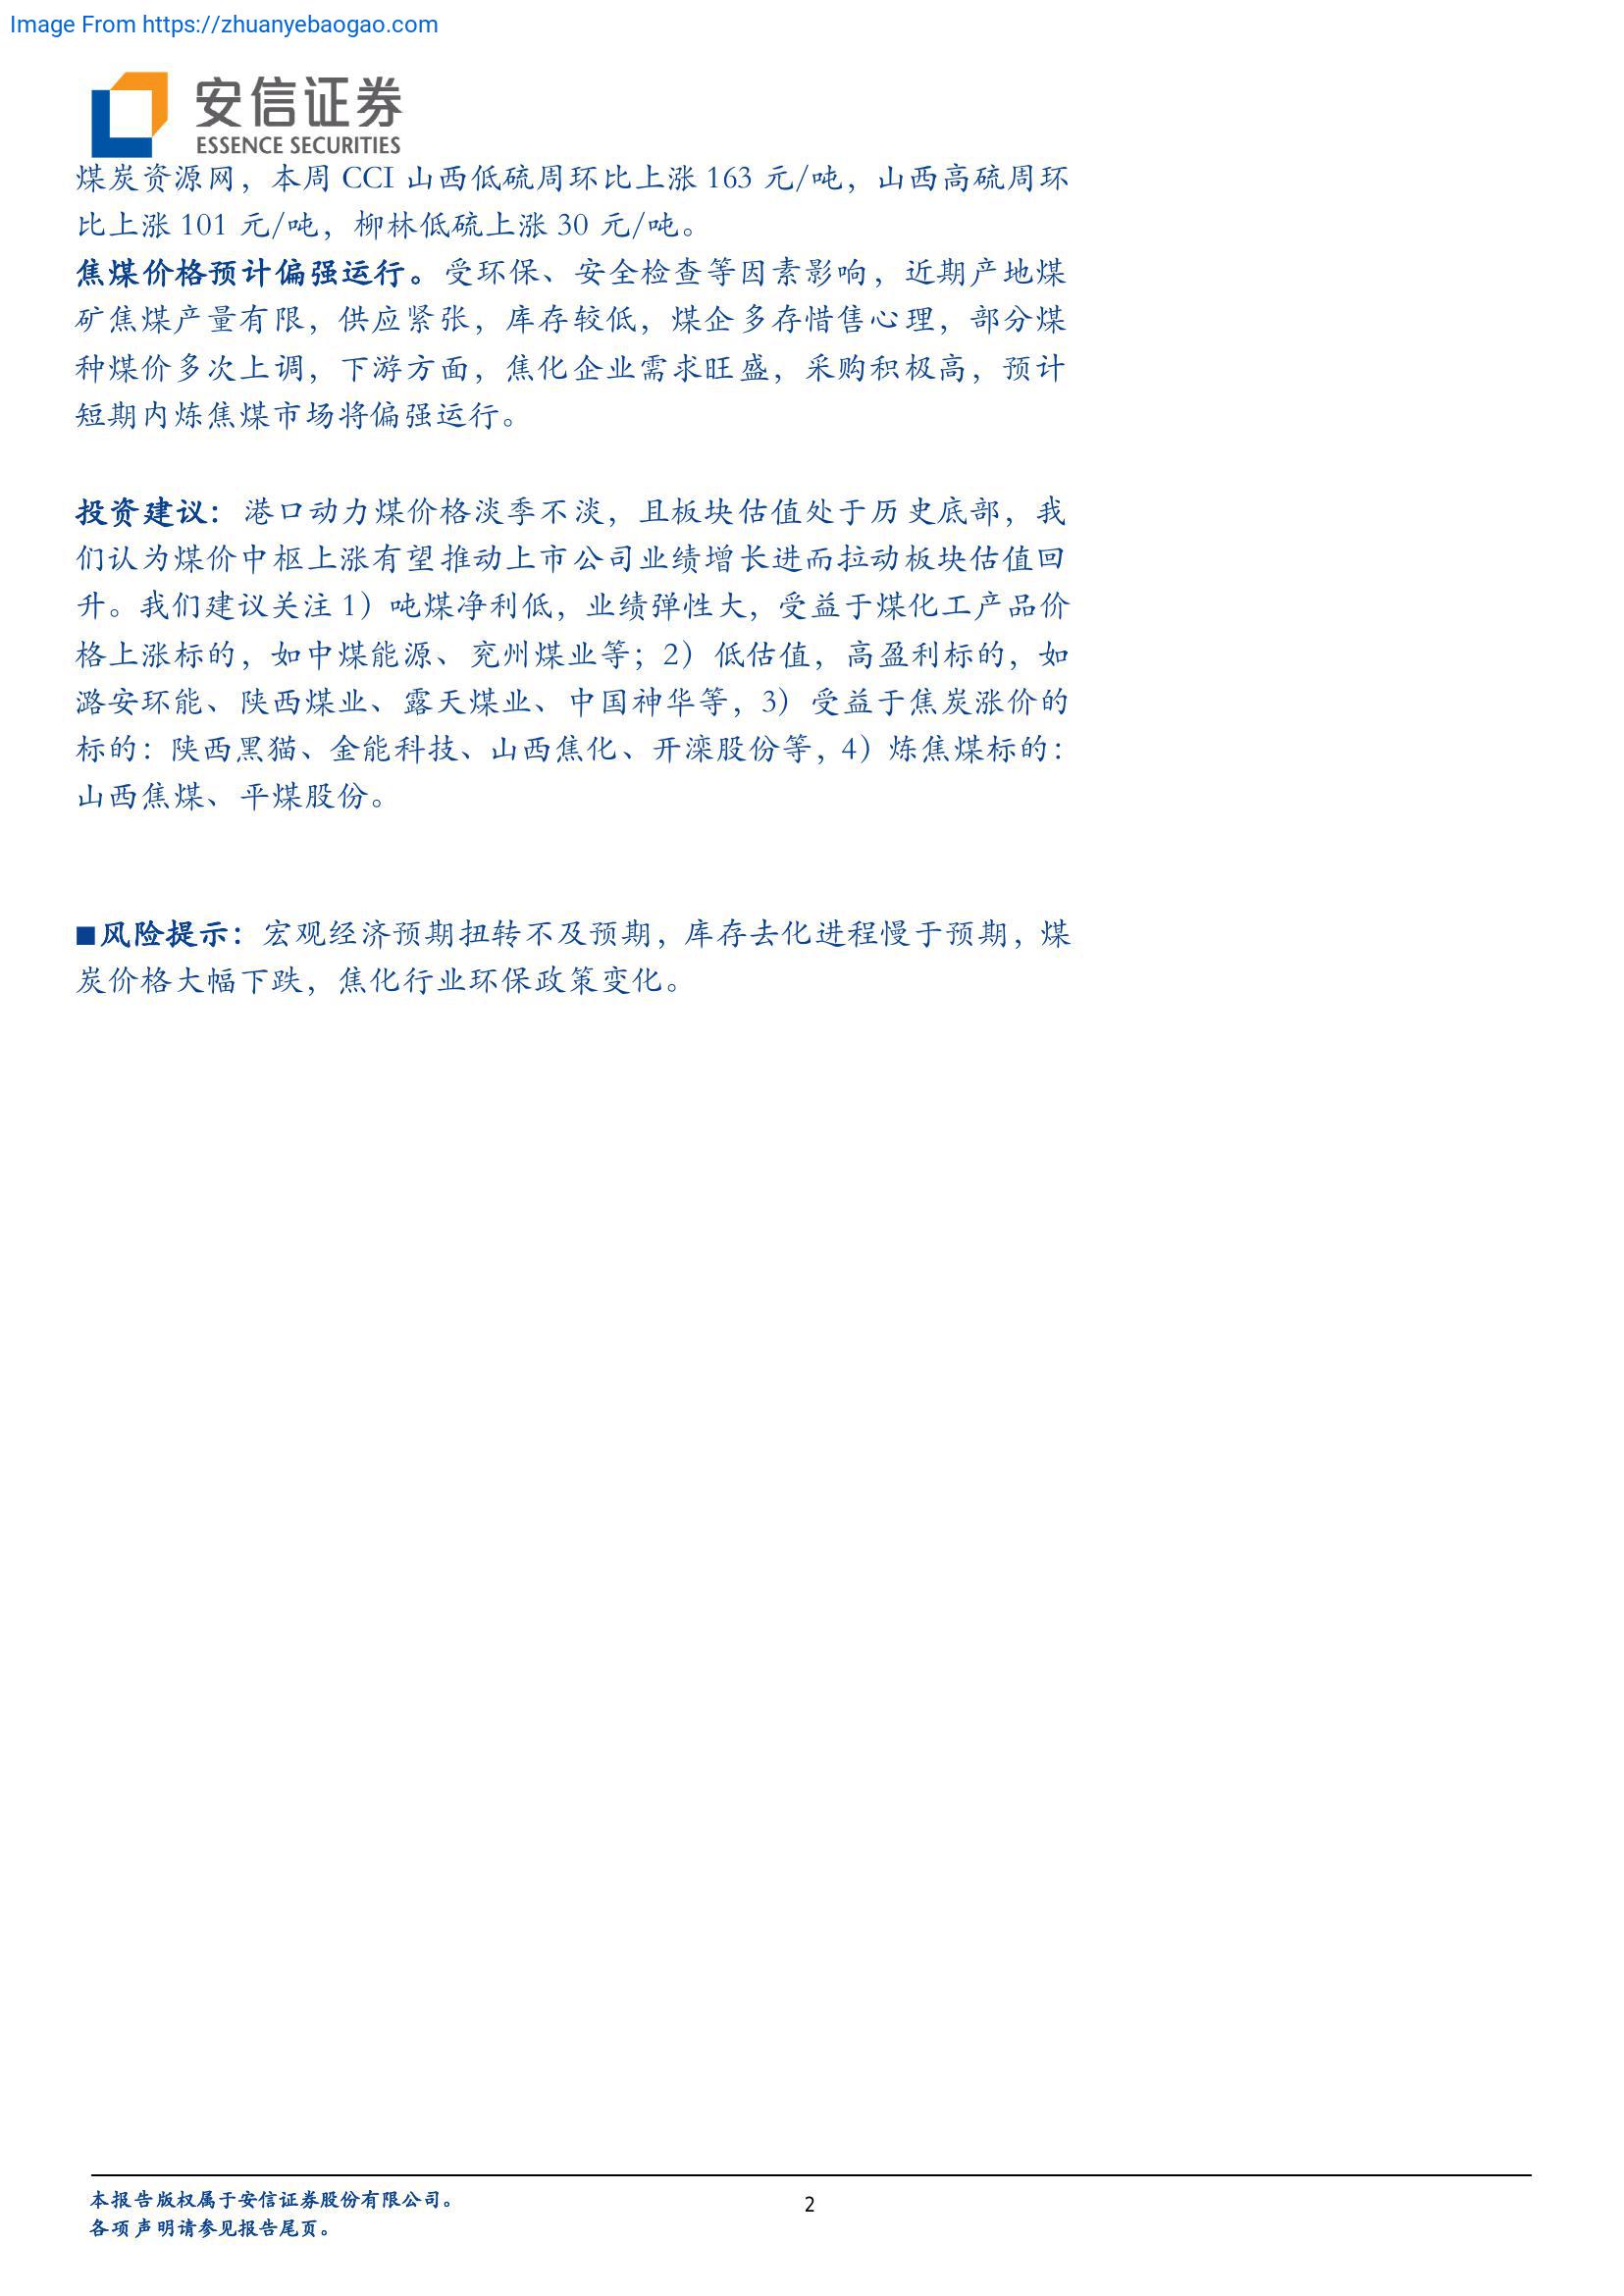 Image From https://zhuanyebaogao.com
安信证券
ESSENCE SECURITIES
煤炭资源网，本周 CCI 山西低硫周环比上涨 163 元/吨，山西高硫周环
比上涨 101 元/吨，柳林低硫上涨 30 元/吨。
焦煤价格预计偏强运行。受环保、安全检查等因素影响，近期产地煤
矿焦煤产量有限，供应紧张，库存较低，煤企多存惜售心理，部分煤
种煤价多次上调，下游方面，焦化企业需求旺盛，采购积极高，预计
短期内炼焦煤市场将偏强运行。
投资建议：港口动力煤价格淡季不淡，且板块估值处于历史底部，我
们认为煤价中枢上涨有望推动上市公司业绩增长进而拉动板块估值回
升。我们建议关注 1）吨煤净利低，业绩弹性大，受益于煤化工产品价
格上涨标的，如中煤能源、兖州煤业等；2）低估值，高盈利标的，如
潞安环能、陕西煤业、露天煤业、中国神华等，3）受益于焦炭涨价的
标的：陕西黑猫、金能科技、山西焦化、开滦股份等，4）炼焦煤标的：
山西焦煤、平煤股份。
■风险提示：宏观经济预期扭转不及预期，库存去化进程慢于预期，煤
炭价格大幅下跌，焦化行业环保政策变化。
本报告版权属于安信证券股份有限公司。
各项声明请参见报告尾页。
2